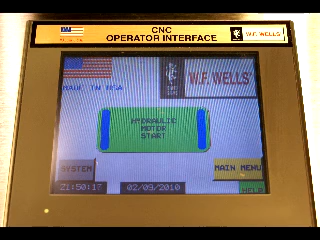 CNC
OPERATOR INTERFACE
W.F. WELLS
MADE IN USA
W.F. WELLS
HYDRAULIC
MOTOR
START
SYSTEM
MAIN MENU
21:50:17
02/09/2010
HELP